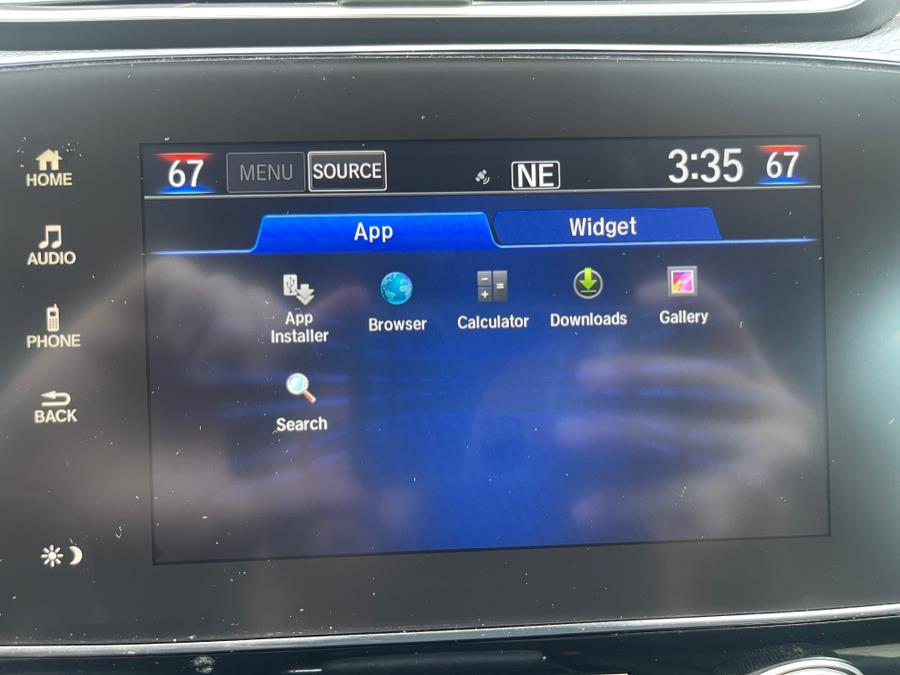 67 MENU SOURCE NE 3:35 67
HOME
AUDIO
PHONE
BACK
App Widget
App Installer
Browser
Calculator
Downloads
Gallery
Search